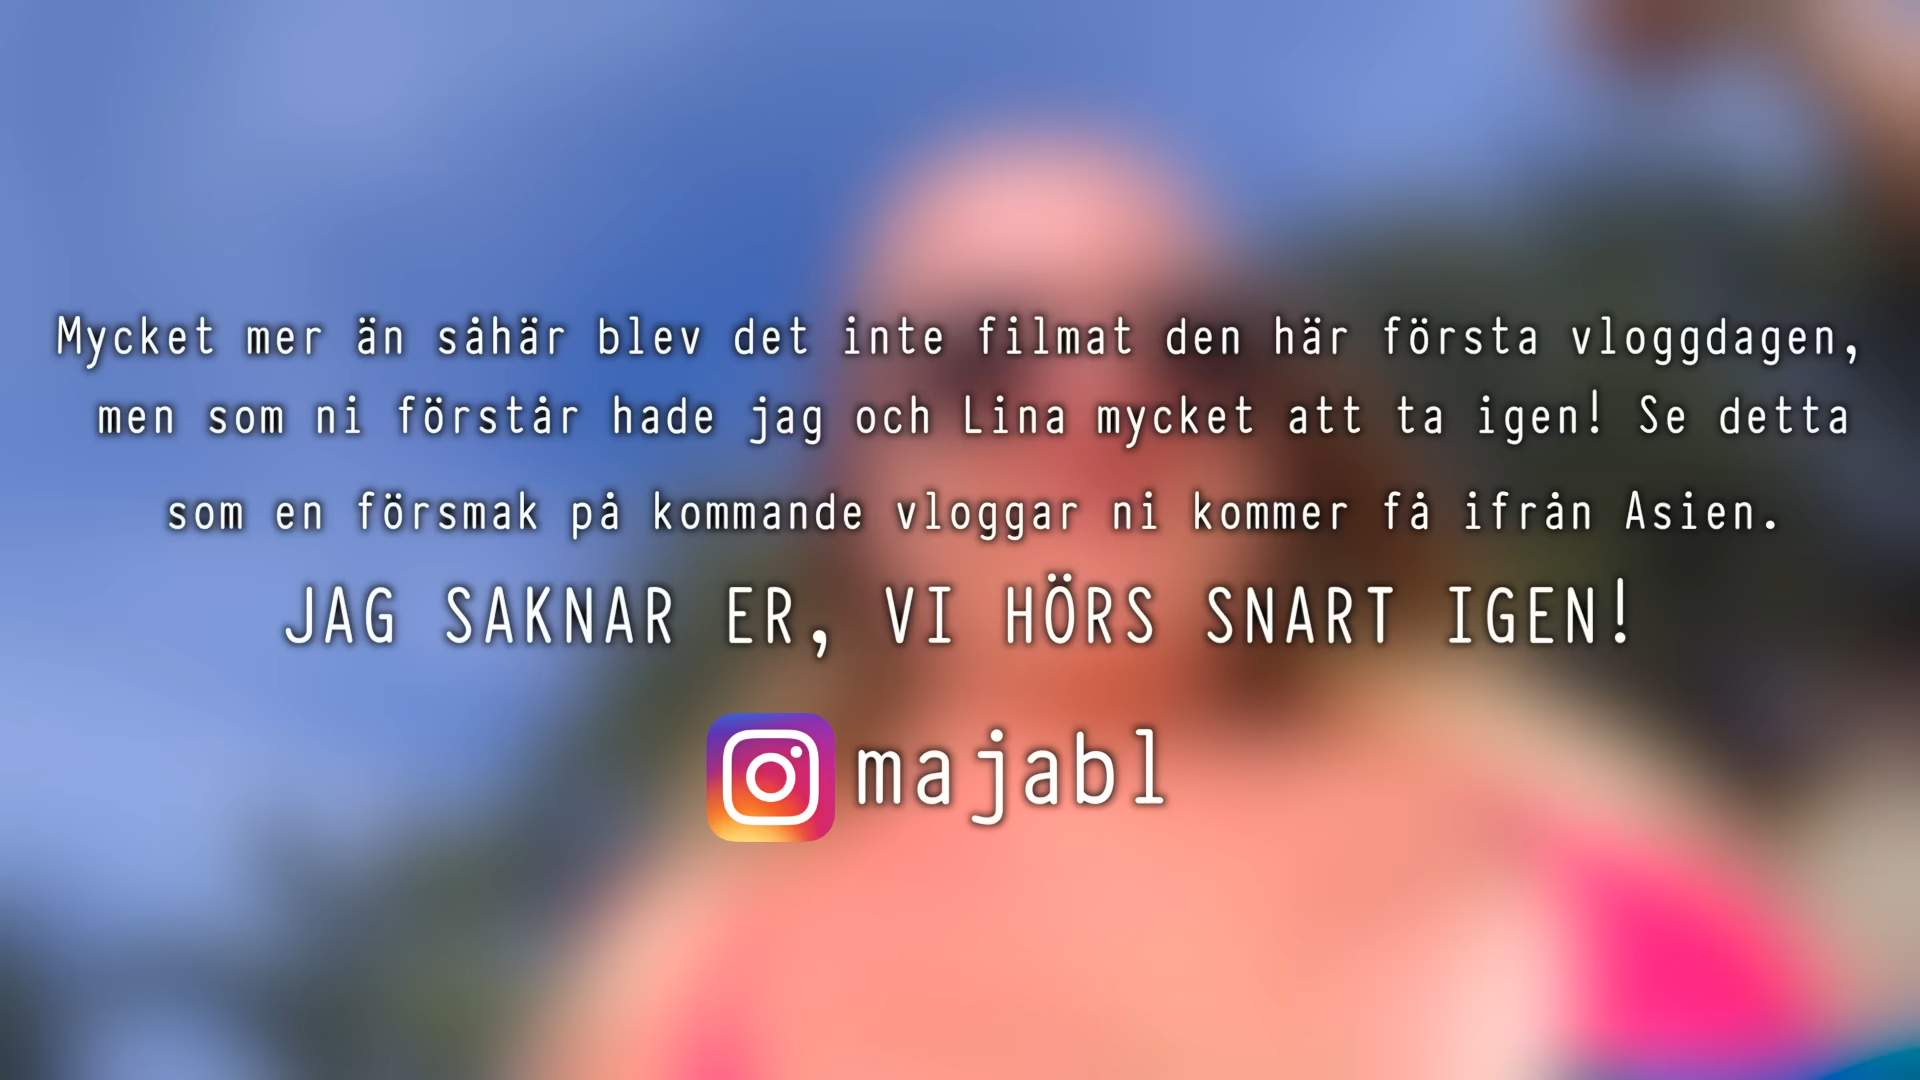 Mycket mer än såhär blev det inte filmat den här första vloggdagen,
men som ni förstår hade jag och Lina mycket att ta igen! Se detta
som en försmak på kommande vloggar ni kommer få ifrån Asien.
JAG SAKNAR ER, VI HÖRS SNART IGEN!
majabl